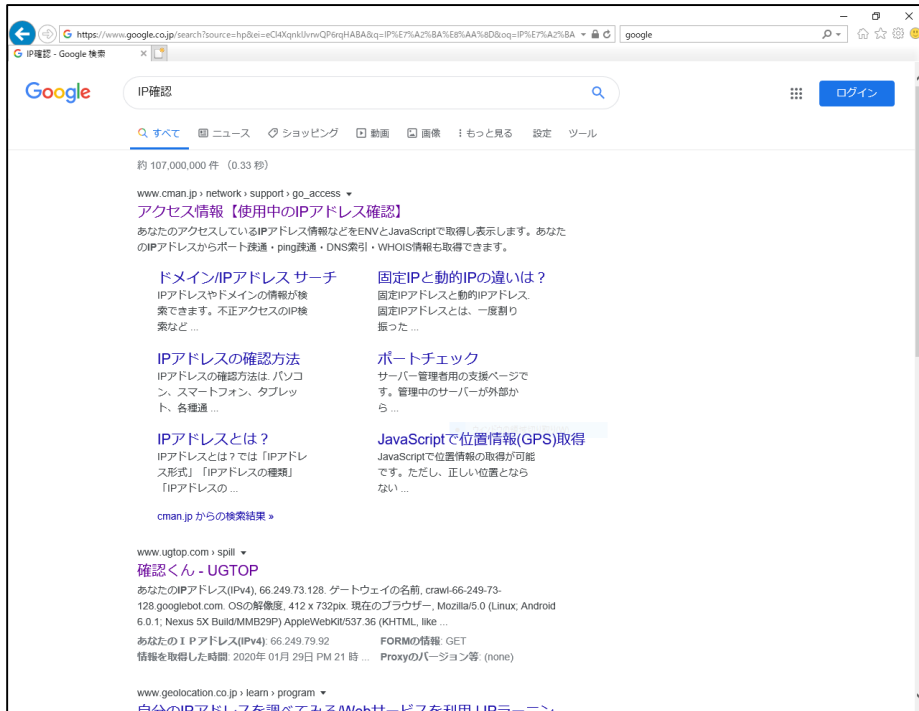 https://www.google.co.jp/search?source=hp&ei=
google
IP確認 - Google 検索
Google
IP確認
ログイン
すべて ニュース ショッピング 動画 画像 もっと見る 設定 ツール
約 107,000,000 件 （0.33 秒）
www.cman.jp › network › support › go_access
アクセス情報【使用中のIPアドレス確認】
あなたのアクセスしているIPアドレス情報などをENVとJavaScriptで取得し表示します。あなた
のIPアドレスからポート疎通・ping疎通・DNS索引・WHOIS情報も取得できます。
ドメイン/IPアドレス サーチ
IPアドレスやドメインの情報が検
索できます。不正アクセスのIP検
索など ...
固定IPと動的IPの違いは？
固定IPアドレスと動的IPアドレス.
固定IPアドレスとは、一度割り
振った ...
IPアドレスの確認方法
IPアドレスの確認方法は. パソコ
ン、スマートフォン、タブレッ
ト、各種通 ...
ポートチェック
サーバー管理者用の支援ページで
す。管理中のサーバーが外部か
ら ...
IPアドレスとは？
IPアドレスとは？では「IPアドレ
ス形式」「IPアドレスの種類」
「IPアドレスの ...
JavaScriptで位置情報(GPS)取得
JavaScriptで位置情報の取得が可能
です。ただし、正しい位置となら
ない ...
cman.jp からの検索結果 »
www.ugtop.com › spill
確認くん - UGTOP
あなたのIPアドレス(IPv4), 66.249.73.128. ゲートウェイの名前, crawl-66-249-73-
128.googlebot.com. OSの解像度, 412 x 732pix. 現在のブラウザー, Mozilla/5.0 (Linux; Android
6.0.1; Nexus 5X Build/MMB29P) AppleWebKit/537.36 (KHTML, like ...
あなたのＩＰアドレス(IPv4): 66.249.79.92 FORMの情報: GET
情報を取得した時間: 2020年 01月 29日 PM 21 時 ... Proxyのバージョン等: (none)
www.geolocation.co.jp › learn › program
自分のIPアドレスを調べてみる/Webサービスを利用